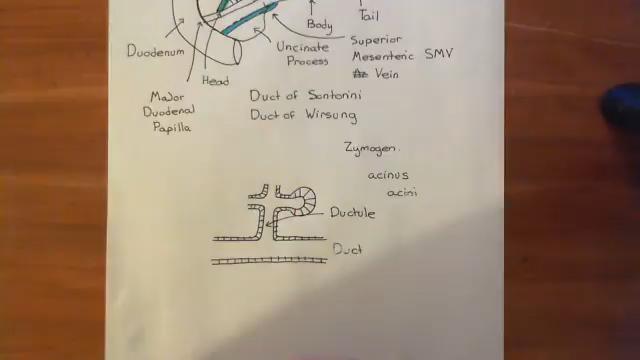 Body
Tail
Duodenum
Uncinate
Process
Superior
Mesenteric SMV
Vein
Head
Major
Duodenal
Papilla
Duct of Santorini
Duct of Wirsung
Zymogen.
acinus
acini
Ductule
Duct